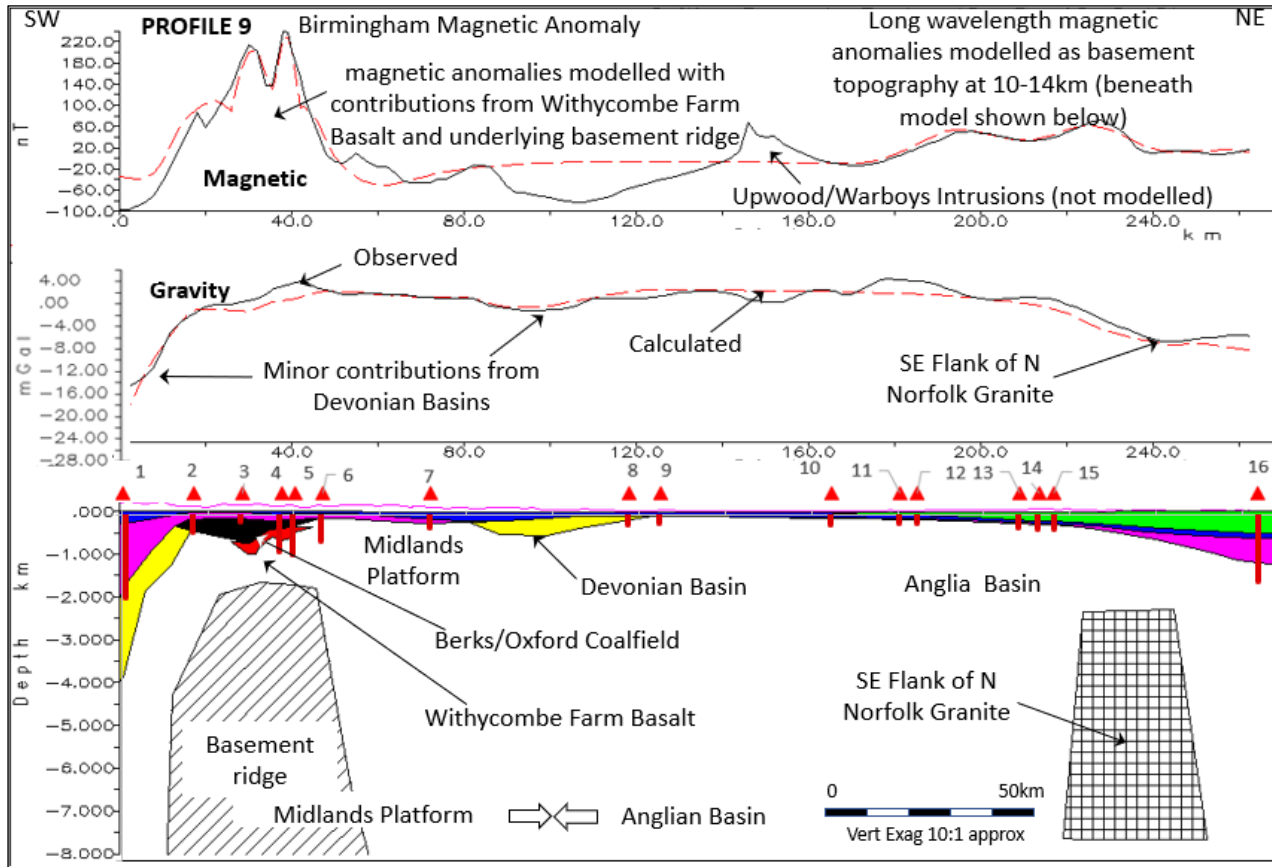 SW
PROFILE 9
Birmingham Magnetic Anomaly
Long wavelength magnetic
anomalies modelled as basement
topography at 10-14km (beneath
model shown below)
NE
magnetic anomalies modelled with
contributions from Withycombe Farm
Basalt and underlying basement ridge
Magnetic
Upwood/Warboys Intrusions (not modelled)
nT
220.0
180.0
140.0
100.0
60.0
20.0
-20.0
-60.0
-100.0
.0 40.0 80.0 120.0 160.0 200.0 240.0
km
Gravity
Observed
Calculated
Minor contributions from
Devonian Basins
SE Flank of N
Norfolk Granite
mGal
4.00
.00
-4.00
-8.00
-12.00
-16.00
-20.00
-24.00
-28.00
40.0 80.0 120.0 160.0 200.0 240.0
1 2 3 4 5 6 7 8 9 10 11 12 13 14 15 16
Depth km
.000
-1.000
-2.000
-3.000
-4.000
-5.000
-6.000
-7.000
-8.000
Midlands
Platform
Devonian Basin
Anglia Basin
Berks/Oxford Coalfield
Withycombe Farm Basalt
SE Flank of N
Norfolk Granite
Basement
ridge
Midlands Platform
Anglian Basin
0 50km
Vert Exag 10:1 approx